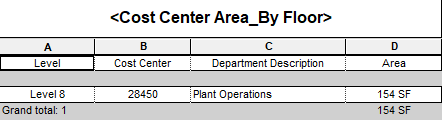 <Cost Center Area_By Floor>
A B C D
Level Cost Center Department Description Area
Level 8 28450 Plant Operations 154 SF
Grand total: 1 154 SF